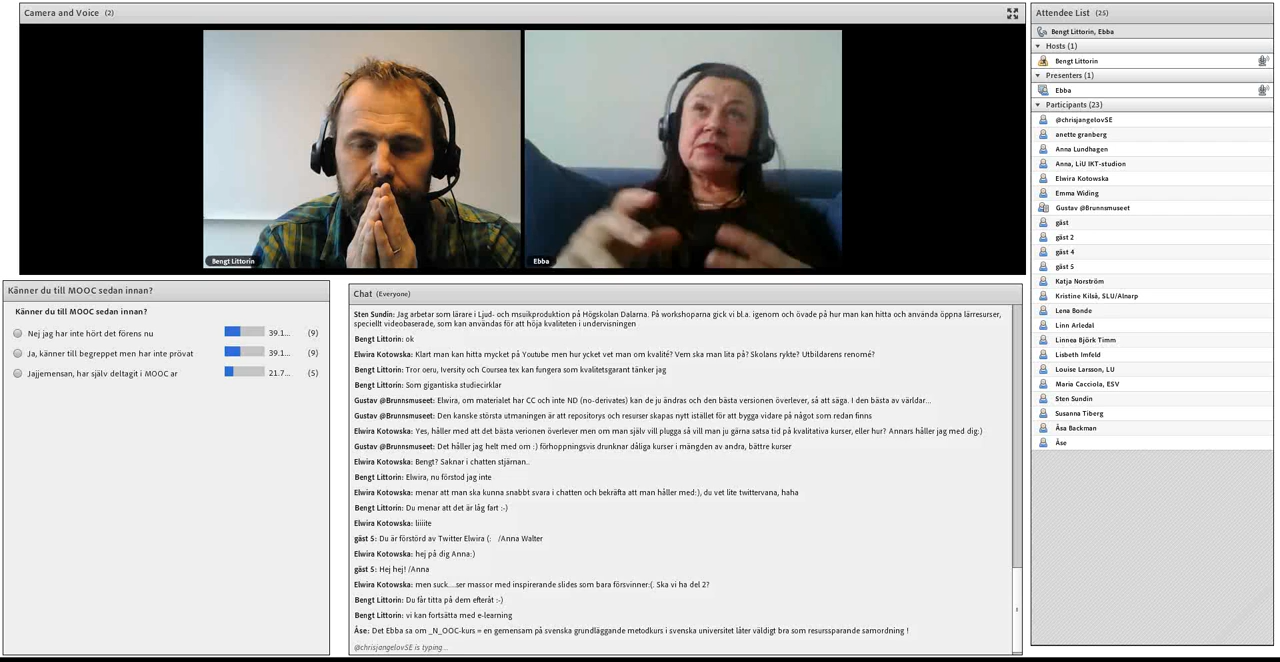 Camera and Voice (2)
Bengt Littorin
Ebba
Känner du till MOOC sedan innan?
Känner du till MOOC sedan innan?
Nej jag har inte hört det förens nu 39.1... (9)
Ja, känner till begreppet men har inte prövat 39.1... (9)
Jajjemensan, har själv deltagit i MOOC ar 21.7... (5)
Chat (Everyone)
Sten Sundin: Jag arbetar som lärare i Ljud- och msuikproduktion på Högskolan Dalarna. På workshoparna gick vi bl.a. igenom och övade på hur man kan hitta och använda öppna lärresurser,
speciellt videobaserade, som kan användas för att höja kvaliteten i undervisningen
Bengt Littorin: ok
Elwira Kotowska: Klart man kan hitta mycket på Youtube men hur ycket vet man om kvalité? Vem ska man lita på? Skolans rykte? Utbildarens renomé?
Bengt Littorin: Tror oeru, Iversity och Coursea tex kan fungera som kvalitetsgarant tänker jag
Bengt Littorin: Som gigantiska studiecirklar
Gustav @Brunnsmuseet: Elwira, om materialet har CC och inte ND (no-derivates) kan de ju ändras och den bästa versionen överlever, så att säga. I den bästa av världar...
Gustav @Brunnsmuseet: Den kanske största utmaningen är att repositorys och resurser skapas nytt istället för att bygga vidare på något som redan finns
Elwira Kotowska: Yes, håller med att det bästa verionen överlever men om man själv vill plugga så vill man ju gärna satsa tid på kvalitativa kurser, eller hur? Annars håller jag med dig:)
Gustav @Brunnsmuseet: Det håller jag helt med om :) förhoppningsvis drunknar dåliga kurser i mängden av andra, bättre kurser
Elwira Kotowska: Bengt? Saknar i chatten stjärnan..
Bengt Littorin: Elwira, nu förstod jag inte
Elwira Kotowska: menar att man ska kunna snabbt svara i chatten och bekräfta att man håller med:), du vet lite twittervana, haha
Bengt Littorin: Du menar att det är låg fart :-)
Elwira Kotowska: liiiite
gäst 5: Du är förstörd av Twitter Elwira (: /Anna Walter
Elwira Kotowska: hej på dig Anna:)
gäst 5: Hej hej! /Anna
Elwira Kotowska: men suck....ser massor med inspirerande slides som bara försvinner:(. Ska vi ha del 2?
Bengt Littorin: Du får titta på dem efteråt :-)
Bengt Littorin: vi kan fortsätta med e-learning
Åse: Det Ebba sa om _N_OOC-kurs = en gemensam på svenska grundläggande metodkurs i svenska universitet låter väldigt bra som resurssparande samordning !
@chrisjangelovSE is typing...
Attendee List (25)
Bengt Littorin, Ebba
Hosts (1)
Bengt Littorin
Presenters (1)
Ebba
Participants (23)
@chrisjangelovSE
anette granberg
Anna Lundhagen
Anna, LiU IKT-studion
Elwira Kotowska
Emma Widing
Gustav @Brunnsmuseet
gäst
gäst 2
gäst 4
gäst 5
Katja Norström
Kristine Kilså, SLU/Alnarp
Lena Bonde
Linn Arledal
Linnea Björk Timm
Lisbeth Imfeld
Louise Larsson, LU
Maria Cacciola, ESV
Sten Sundin
Susanna Tiberg
Åsa Backman
Åse